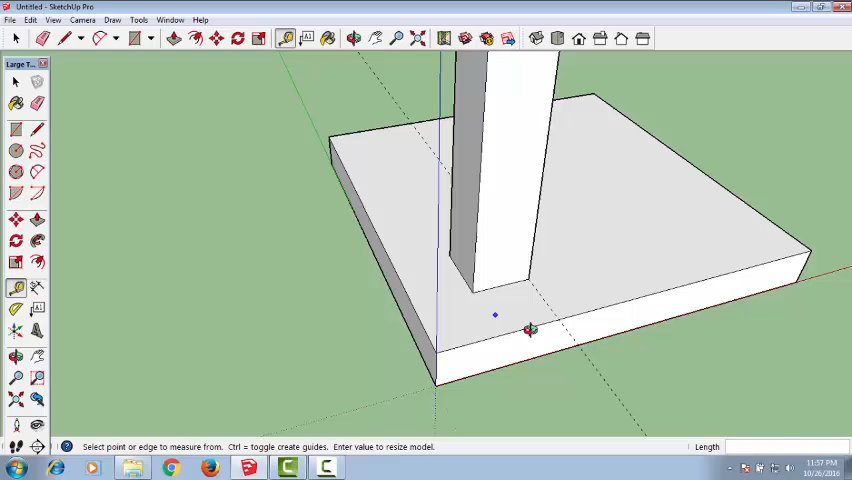 Untitled - SketchUp Pro
File Edit View Camera Draw Tools Window Help
Large T...
Select point or edge to measure from. Ctrl = toggle create guides. Enter value to resize model.
Length
11:57 PM
10/26/2016